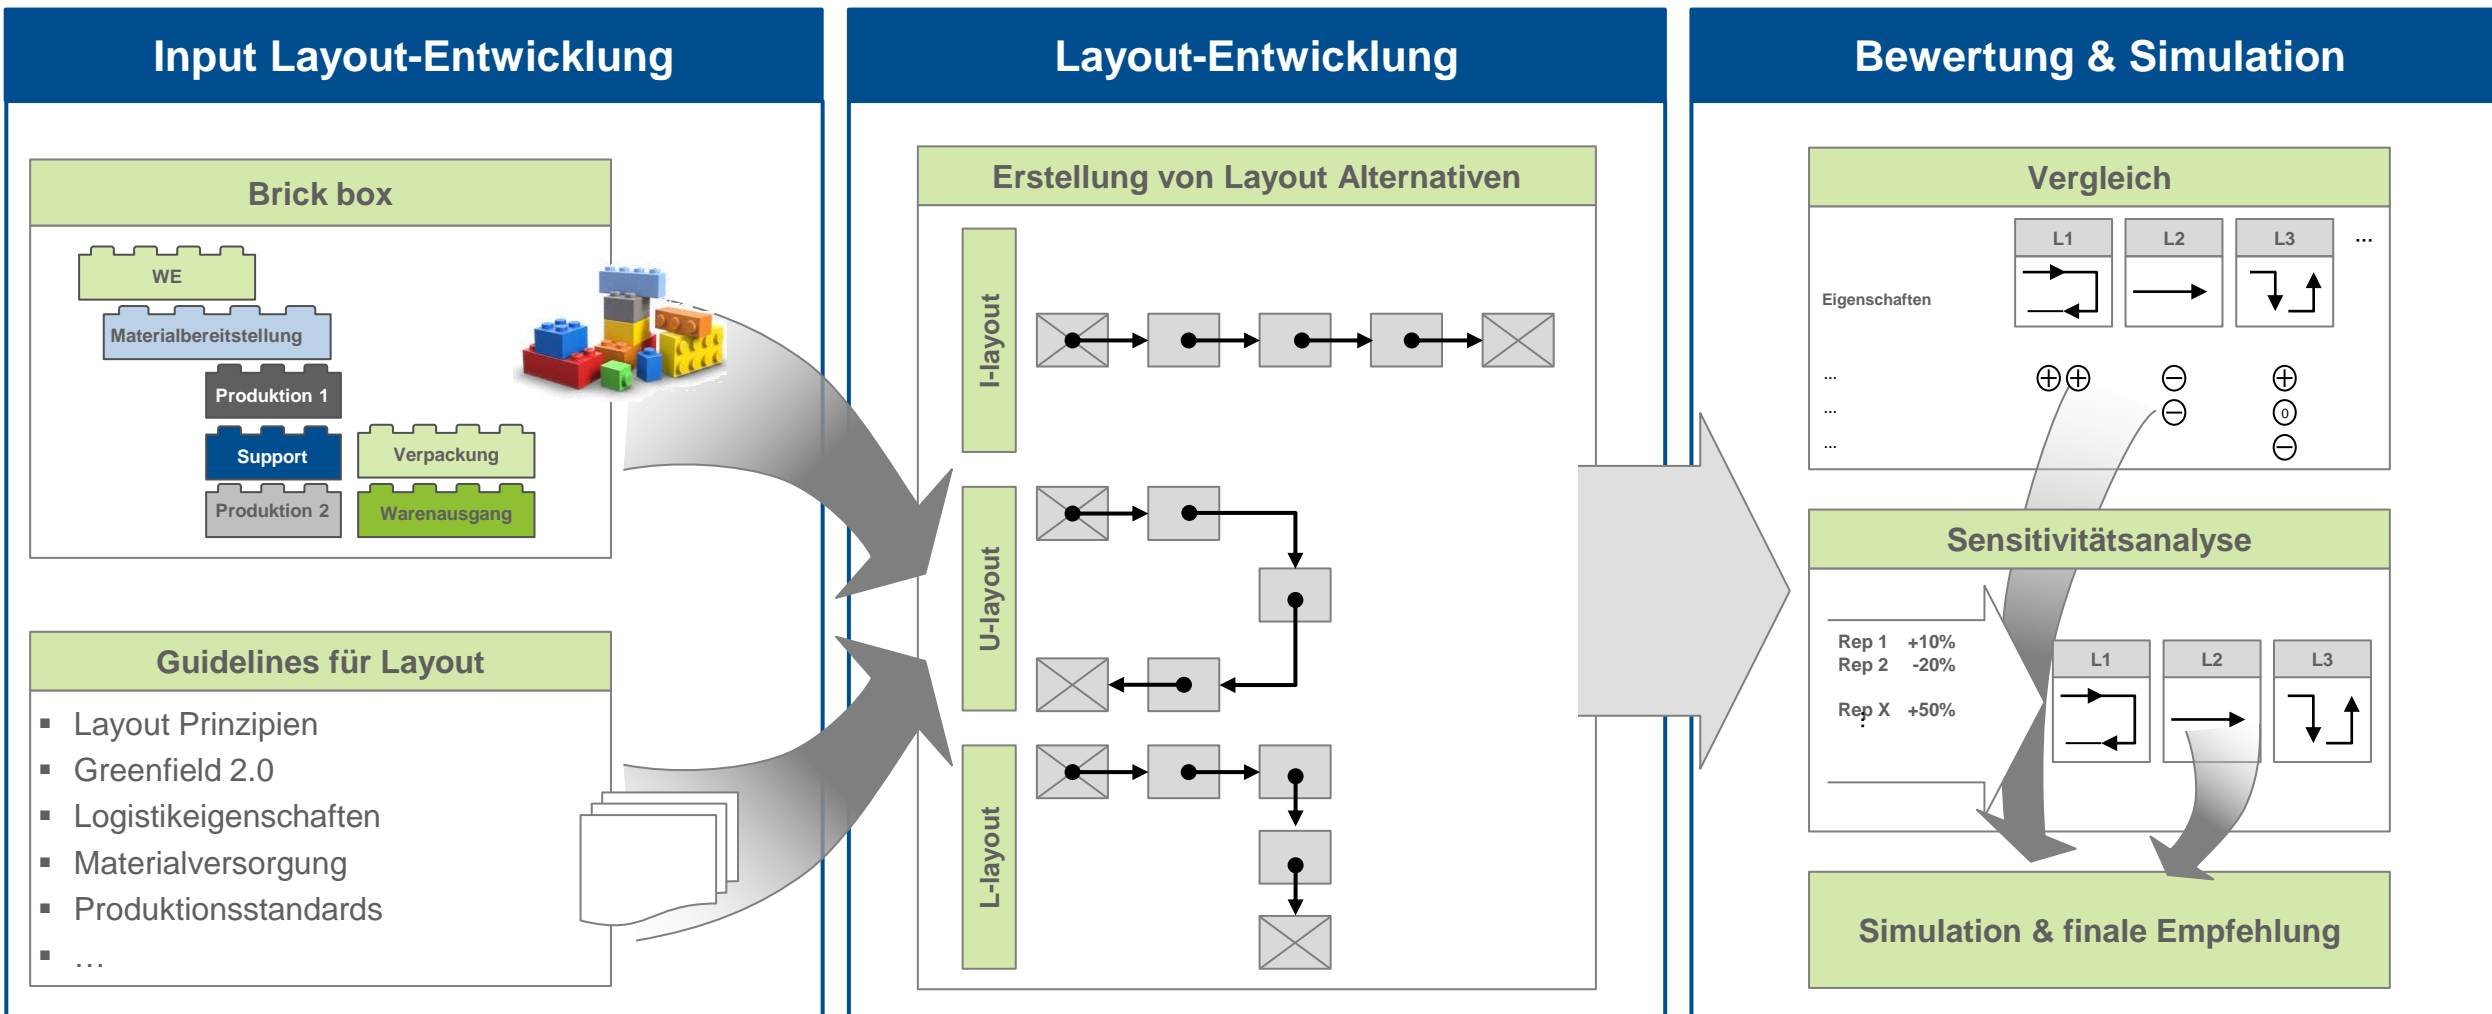 Input Layout-Entwicklung
Brick box
WE
Materialbereitstellung
Produktion 1
Support
Verpackung
Produktion 2
Warenausgang
Guidelines für Layout
▪ Layout Prinzipien
▪ Greenfield 2.0
▪ Logistikeigenschaften
▪ Materialversorgung
▪ Produktionsstandards
▪ …
Layout-Entwicklung
Erstellung von Layout Alternativen
I-layout
U-layout
L-layout
Bewertung & Simulation
Vergleich
L1 L2 L3 ...
Eigenschaften
...
...
0
...
Sensitivitätsanalyse
Rep 1 +10%
Rep 2 -20%
Rep X +50%
L1 L2 L3
Simulation & finale Empfehlung